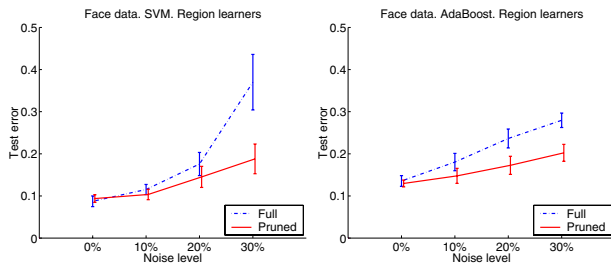 Face data. SVM. Region learners
0.5
0.4
0.3
0.2
0.1
0
Test error
0% 10% 20% 30%
Noise level
Full
Pruned
Face data. AdaBoost. Region learners
0.5
0.4
0.3
0.2
0.1
0
Test error
0% 10% 20% 30%
Noise level
Full
Pruned